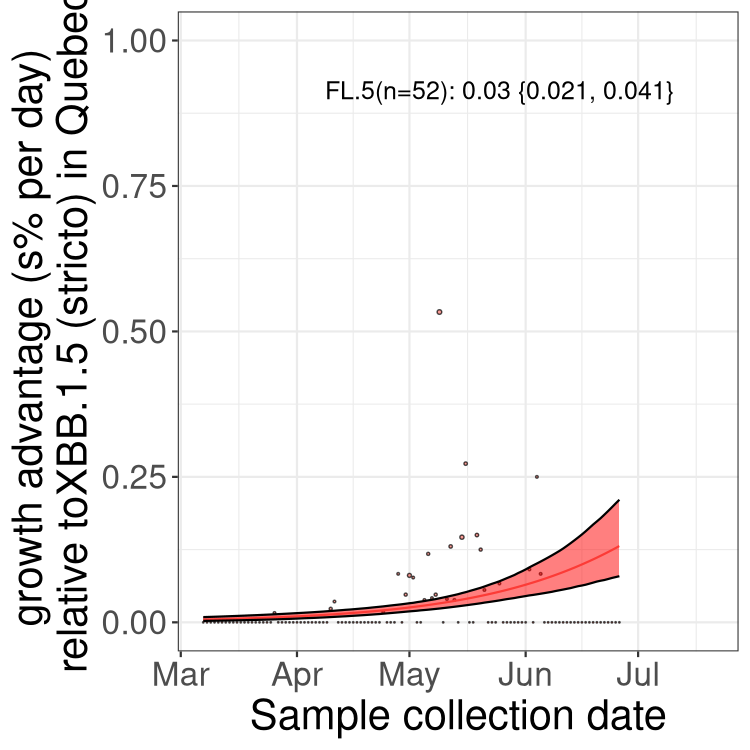 growth advantage (s% per day)
relative toXBB.1.5 (stricto) in Quebec
1.00
0.75
0.50
0.25
0.00
FL.5(n=52): 0.03 {0.021, 0.041}
Mar Apr May Jun Jul
Sample collection date